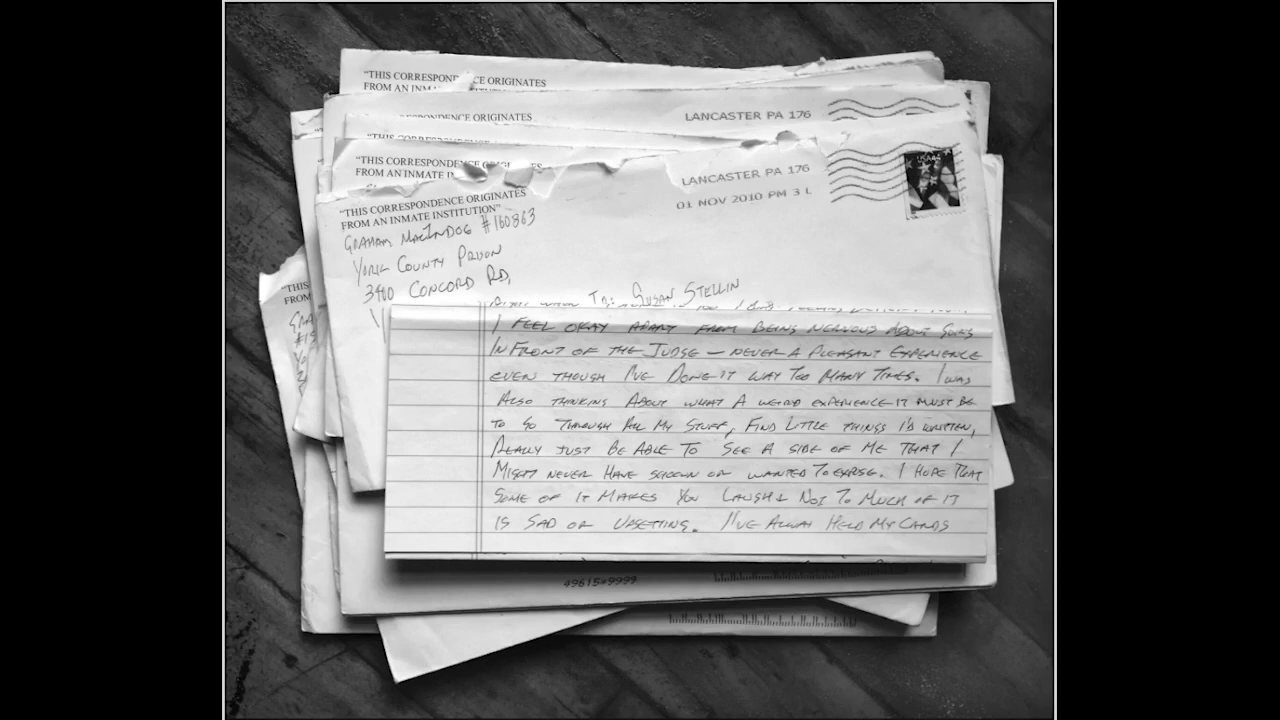 "THIS CORRESPONDENCE ORIGINATES
FROM AN INMATE INSTITUTION"
LANCASTER PA 176
"THIS CORRESPONDENCE ORIGINATES
FROM AN
LANCASTER PA 176
01 NOV 2010 PM 3 L
"THIS CORRESPONDENCE ORIGINATES
FROM AN INMATE INSTITUTION"
GRAHAM MACINDOE #160863
YORK COUNTY PRISON
3400 CONCORD RD,
TO: SUSAN STELLIN
"THIS
FROM
I FEEL OKAY APART FROM BEING NERVOUS ABOUT GOING
IN FRONT OF THE JUDGE – NEVER A PLEASANT EXPERIENCE
EVEN THOUGH I'VE DONE IT WAY TOO MANY TIMES. I WAS
ALSO THINKING ABOUT WHAT A WEIRD EXPERIENCE IT MUST BE
TO GO THROUGH ALL MY STUFF, FIND LITTLE THINGS I'D WRITTEN,
REALLY JUST BE ABLE TO SEE A SIDE OF ME THAT I
MIGHT NEVER HAVE SHOWN OR WANTED TO EXPOSE. I HOPE THAT
SOME OF IT MAKES YOU LAUGH & NOT TO MUCH OF IT
IS SAD OR UPSETTING. I'VE HELD MY CARDS
49615@9999